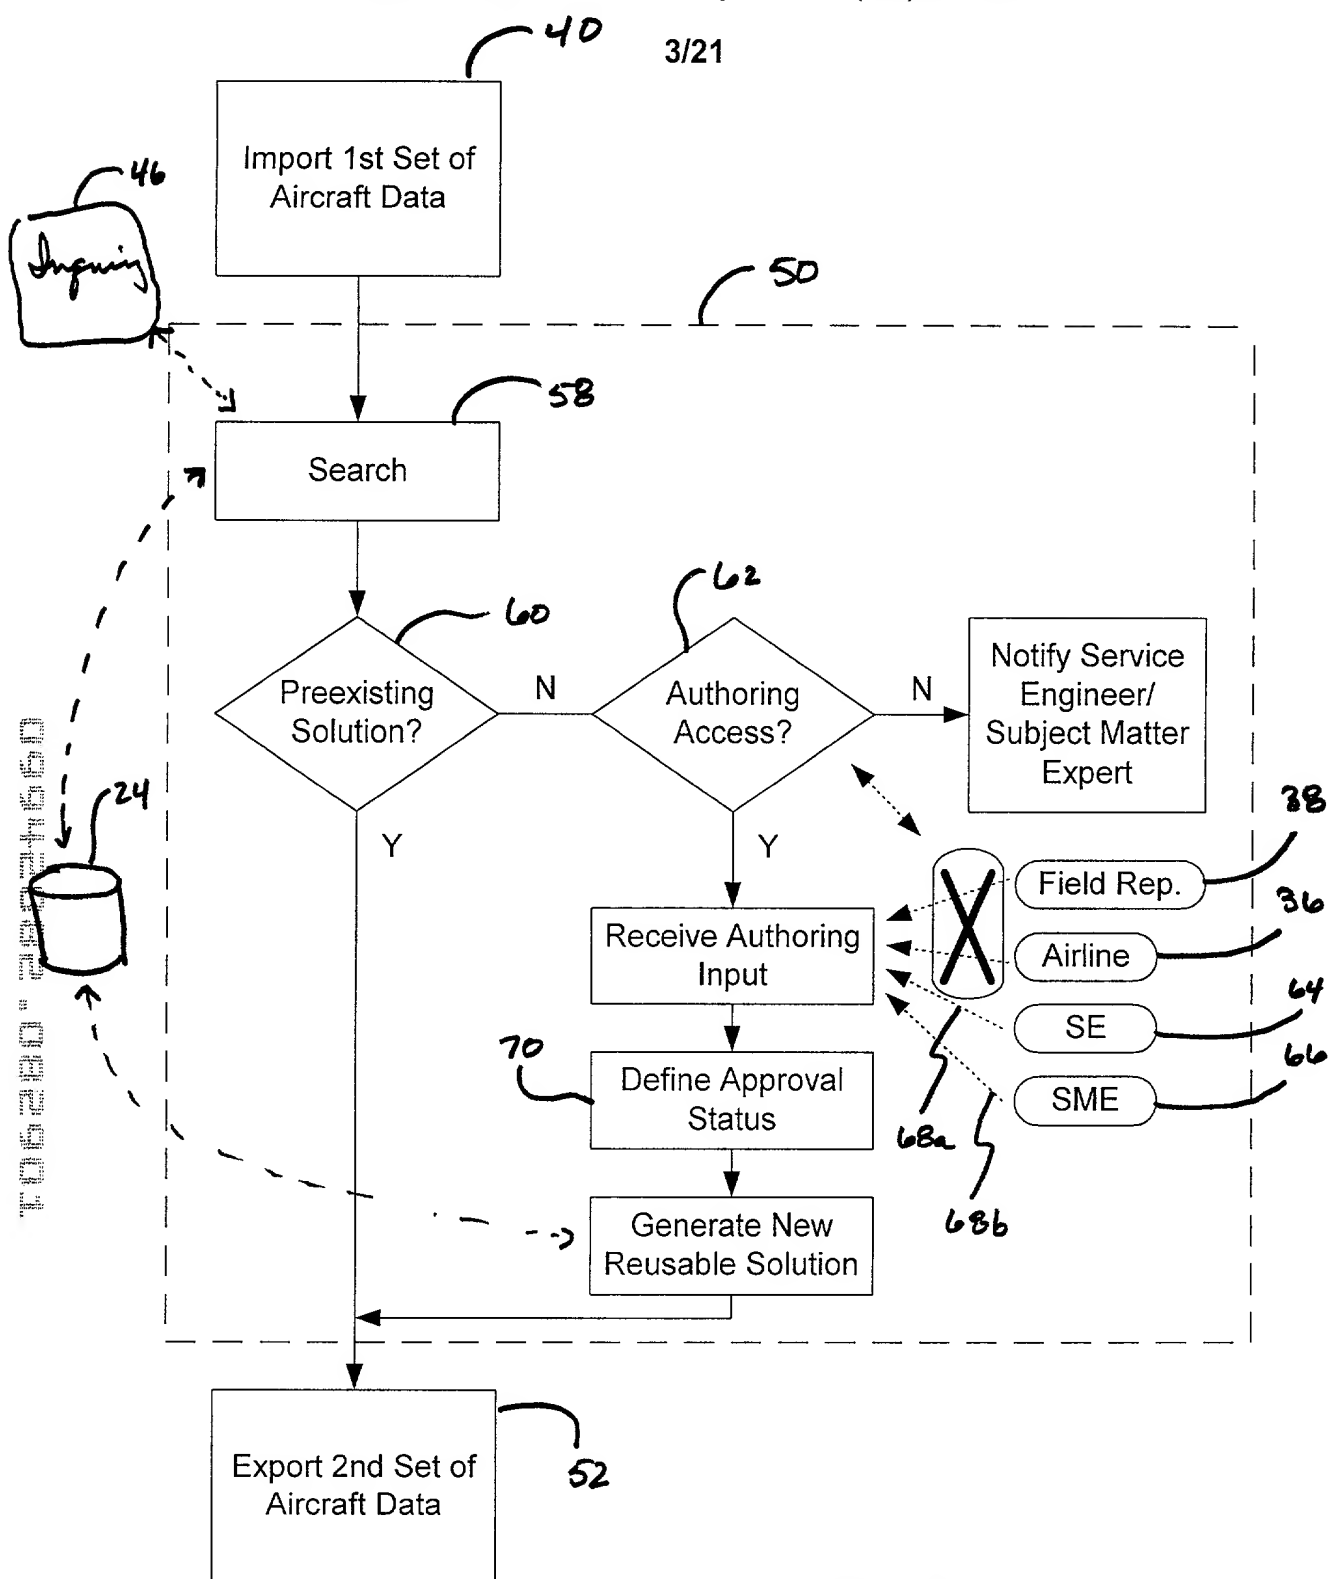 40
3/21
Import 1st Set of
Aircraft Data
46
Inquiry
50
58
Search
60
62
Preexisting
Solution?
N
Authoring
Access?
N
Notify Service
Engineer/
Subject Matter
Expert
24
Y
Y
38
Field Rep.
36
Receive Authoring
Input
Airline
64
SE
70
Define Approval
Status
66
SME
68a
68b
Generate New
Reusable Solution
Export 2nd Set of
Aircraft Data
52